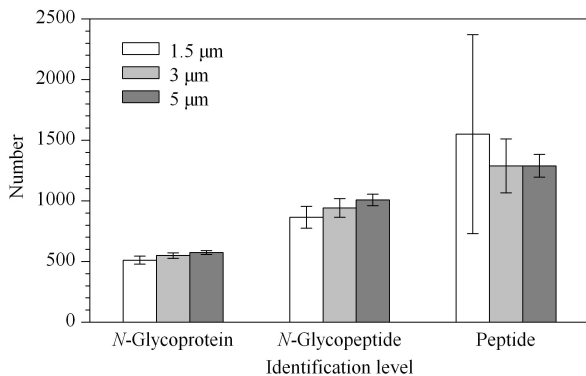 2500
2000
1500
1000
500
0
Number
1.5 μm
3 μm
5 μm
N-Glycoprotein N-Glycopeptide Peptide
Identification level